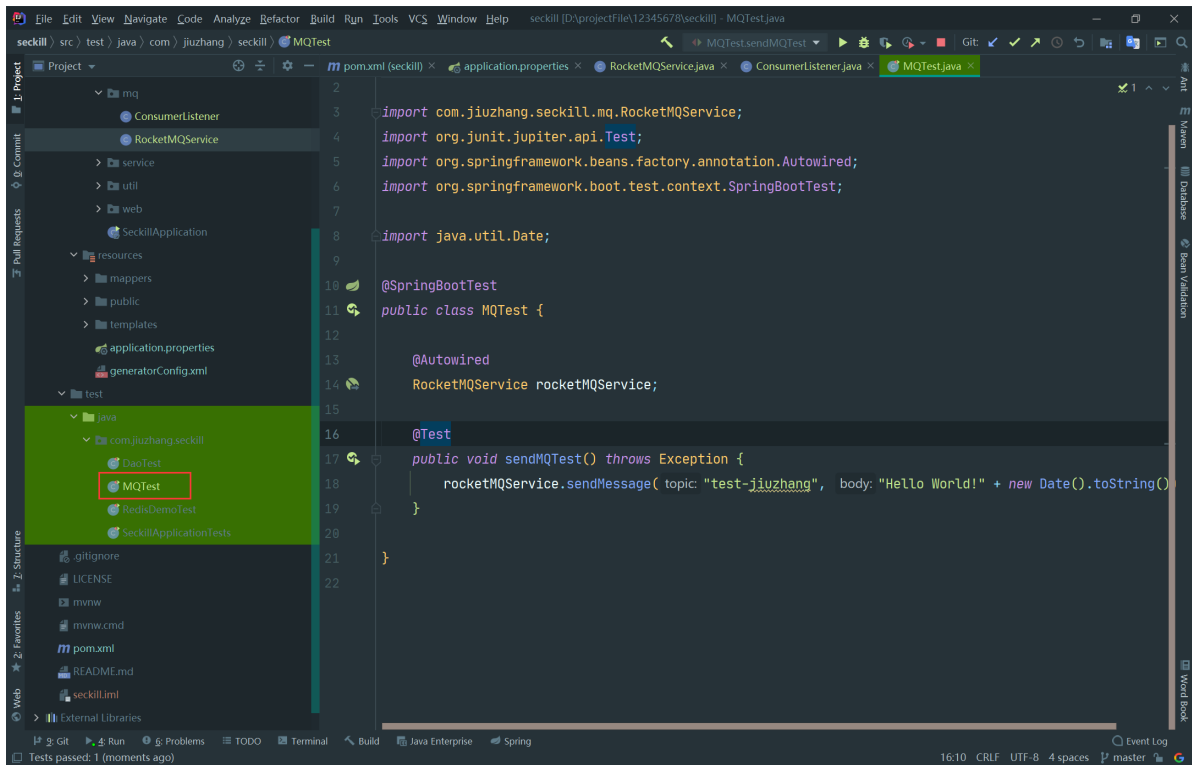 File Edit View Navigate Code Analyze Refactor Build Run Tools VCS Window Help seckill [D:\projectFile\12345678\seckill] - MQTest.java
seckill 〉 src 〉 test 〉 java 〉 com 〉 jiuzhang 〉 seckill 〉 MQTest
MQTest.sendMQTest
Git:
Project
pom.xml (seckill) × application.properties × RocketMQService.java × ConsumerListener.java × MQTest.java ×
1: Project
0: Commit
Pull Requests
7: Structure
2: Favorites
Web
mq
ConsumerListener
RocketMQService
service
util
web
SeckillApplication
resources
mappers
public
templates
application.properties
generatorConfig.xml
test
java
com.jiuzhang.seckill
DaoTest
MQTest
RedisDemoTest
SeckillApplicationTests
.gitignore
LICENSE
mvnw
mvnw.cmd
pom.xml
README.md
seckill.iml
External Libraries
1
2
3 import com.jiuzhang.seckill.mq.RocketMQService;
4 import org.junit.jupiter.api.Test;
5 import org.springframework.beans.factory.annotation.Autowired;
6 import org.springframework.boot.test.context.SpringBootTest;
7
8 import java.util.Date;
9
10 @SpringBootTest
11 public class MQTest {
12
13 @Autowired
14 RocketMQService rocketMQService;
15
16 @Test
17 public void sendMQTest() throws Exception {
18 rocketMQService.sendMessage( topic: "test-jiuzhang", body: "Hello World!" + new Date().toString()
19 }
20
21 }
22
Ant
Maven
Database
Bean Validation
Word Book
9: Git 4: Run 6: Problems TODO Terminal Build Java Enterprise Spring Event Log
Tests passed: 1 (moments ago) 16:10 CRLF UTF-8 4 spaces master